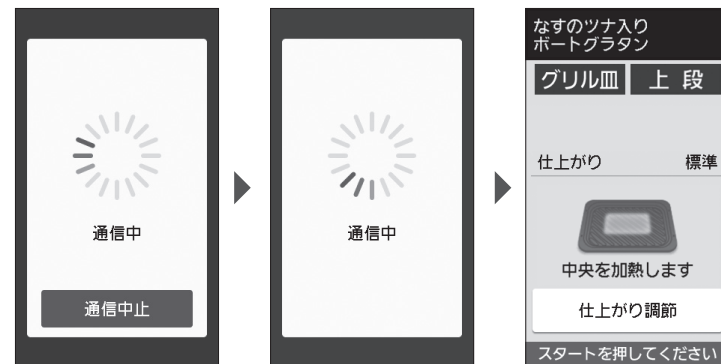 通信中
通信中止
通信中
なすのツナ入り
ボートグラタン
グリル皿 上段
仕上がり 標準
中央を加熱します
仕上がり調節
スタートを押してください